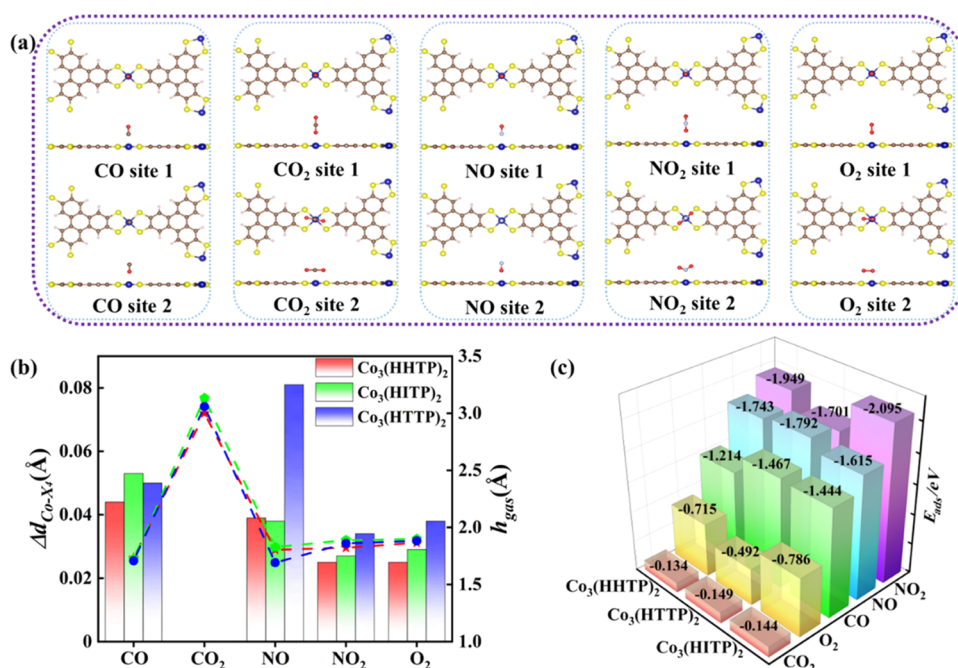 (a)
CO site 1
CO₂ site 1
NO site 1
NO₂ site 1
O₂ site 1
CO site 2
CO₂ site 2
NO site 2
NO₂ site 2
O₂ site 2
(b)
Δd_Co-X₄(Å)
0.08
0.06
0.04
0.02
0
CO
CO₂
NO
NO₂
O₂
Co₃(HHTP)₂
Co₃(HITP)₂
Co₃(HTTP)₂
3.5
3.0
2.5
2.0
1.5
1.0
h_gas(Å)
(c)
-1.949
-1.701
-2.095
-1.743
-1.792
-1.615
-1.214
-1.467
-1.444
-0.715
-0.492
-0.786
-0.134
-0.149
-0.144
E_ads/eV
Co₃(HHTP)₂
Co₃(HTTP)₂
Co₃(HITP)₂
CO₂
O₂
CO
NO
NO₂